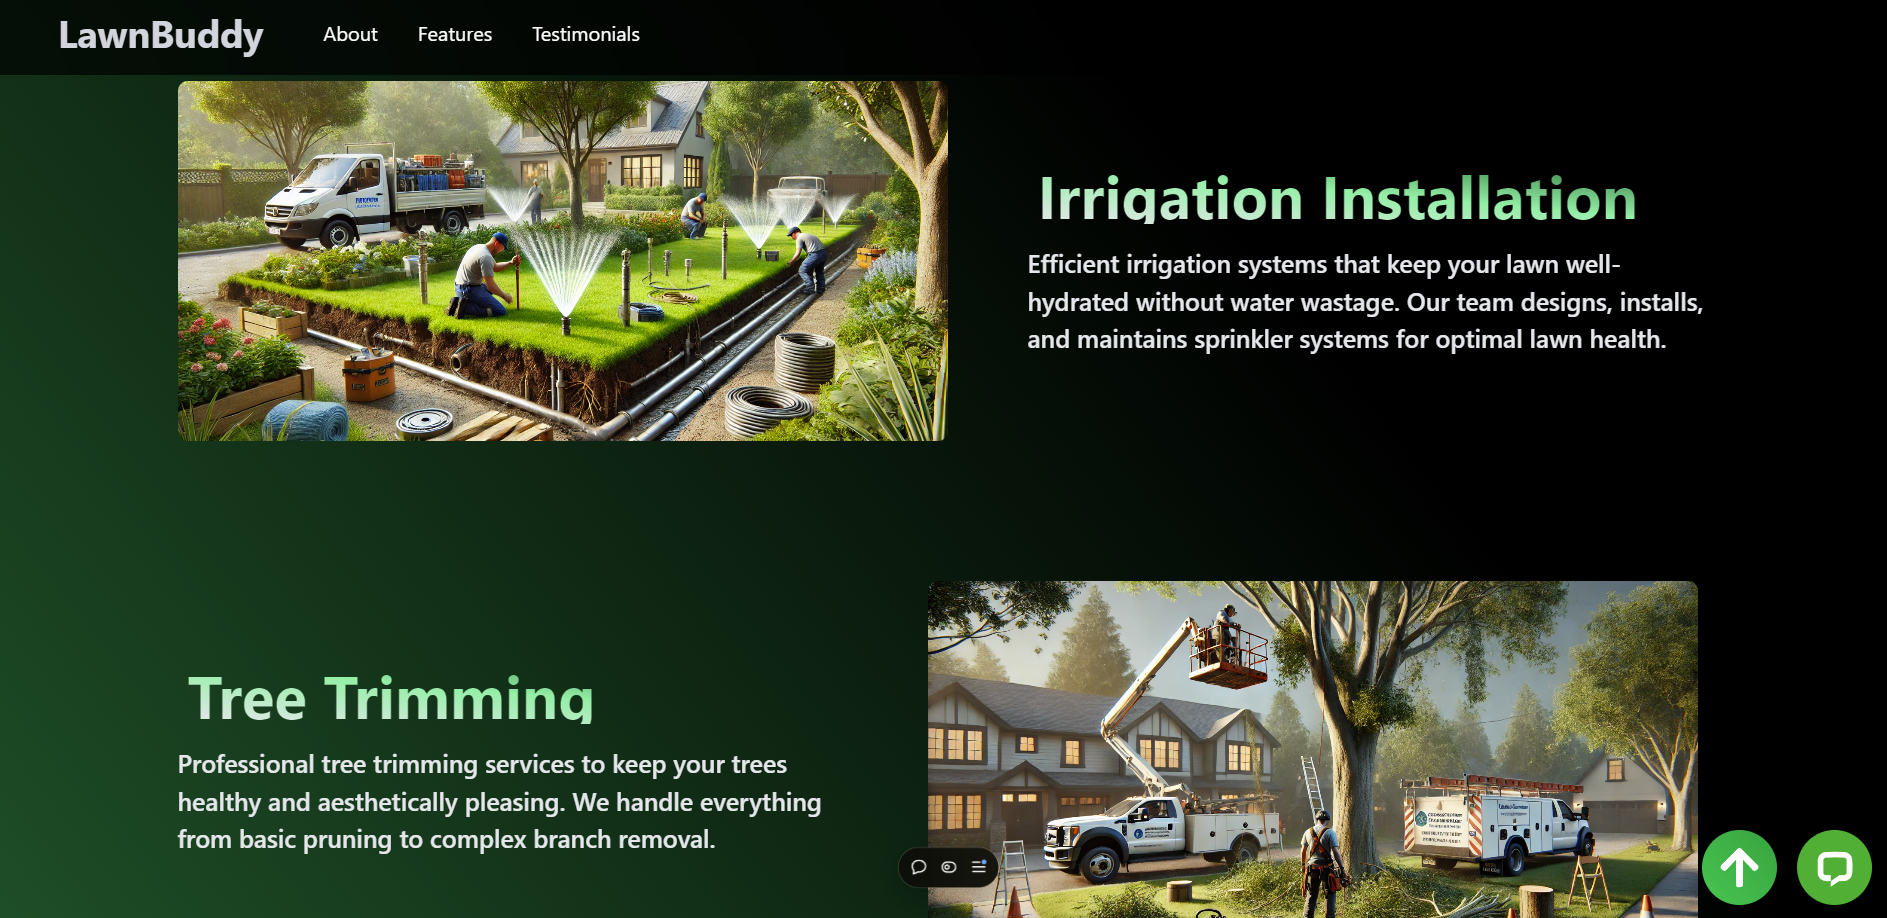 LawnBuddy
About
Features
Testimonials
Irrigation Installation
Efficient irrigation systems that keep your lawn well-
hydrated without water wastage. Our team designs, installs,
and maintains sprinkler systems for optimal lawn health.
Tree Trimming
Professional tree trimming services to keep your trees
healthy and aesthetically pleasing. We handle everything
from basic pruning to complex branch removal.